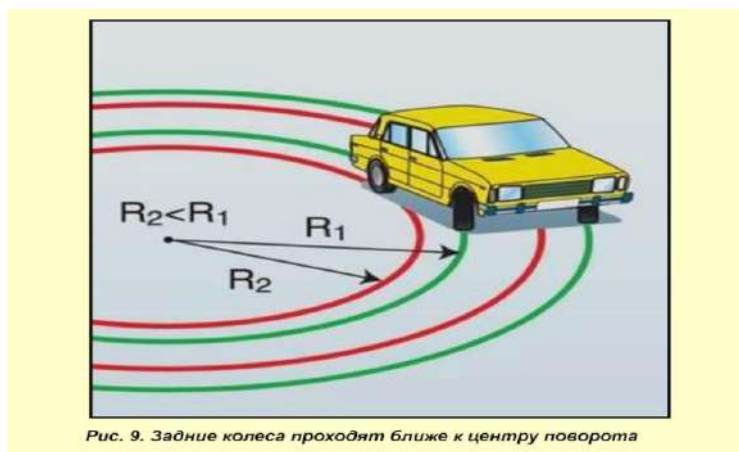 R₂<R₁
R₁
R₂
Рис. 9. Задние колеса проходят ближе к центру поворота